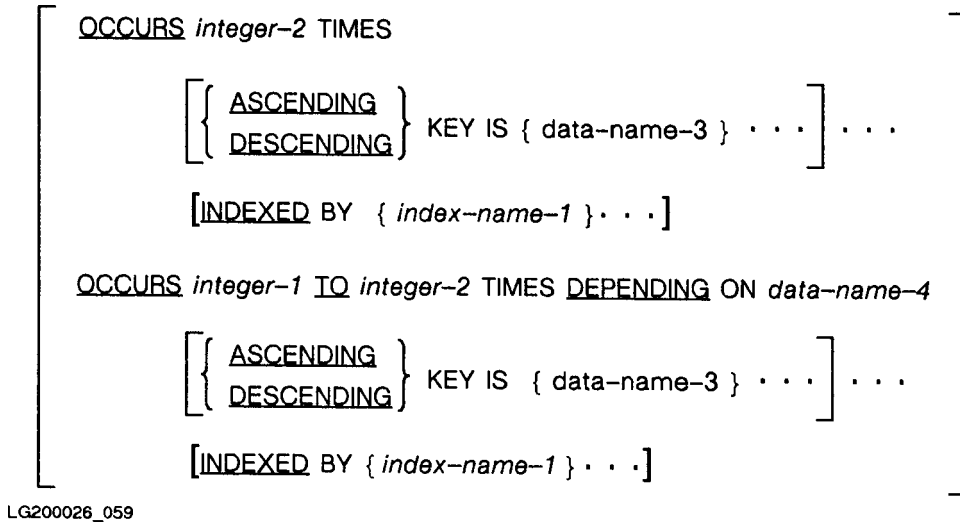 OCCURS integer-2 TIMES
[ { ASCENDING
DESCENDING } KEY IS { data-name-3 } · · · ] · · ·
[INDEXED BY { index-name-1 } · · · ]
OCCURS integer-1 TO integer-2 TIMES DEPENDING ON data-name-4
[ { ASCENDING
DESCENDING } KEY IS { data-name-3 } · · · ] · · ·
[INDEXED BY { index-name-1 } · · · ]
LG200026_059